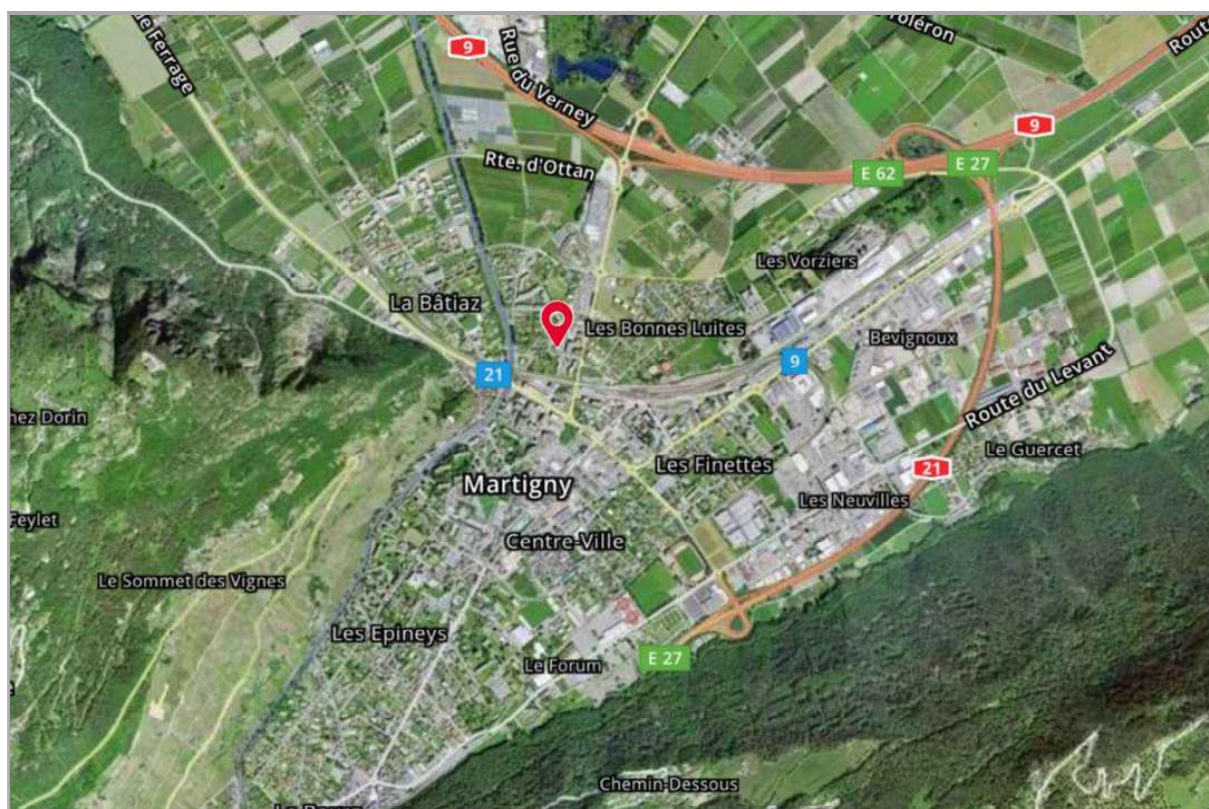 Proléron
Rue du Verney
de Ferrage
9
Route
9
Rte. d'Ottan
E 62
E 27
Les Vorziers
La Bâtiaz
Les Bonnes Luites
Bevignoux
21
9
Route du Levant
hez Dorin
Le Guercet
Les Finettes
21
Martigny
Les Neuvilles
Feylet
Centre-Ville
Le Sommet des Vignes
Les Epineys
E 27
Le Forum
Chemin-Dessous